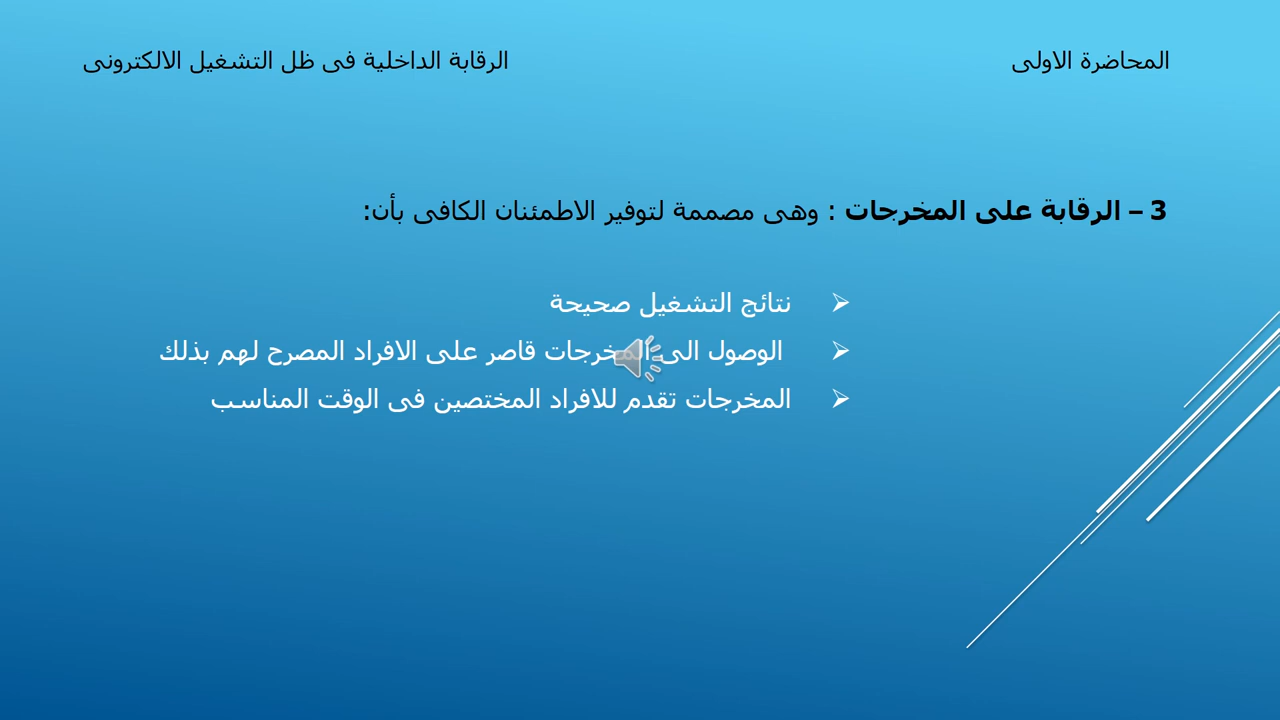 المحاضرة الاولى
الرقابة الداخلية فى ظل التشغيل الالكترونى
3 – الرقابة على المخرجات : وهى مصممة لتوفير الاطمئنان الكافى بأن:
نتائج التشغيل صحيحة
الوصول الى المخرجات قاصر على الافراد المصرح لهم بذلك
المخرجات تقدم للافراد المختصين فى الوقت المناسب